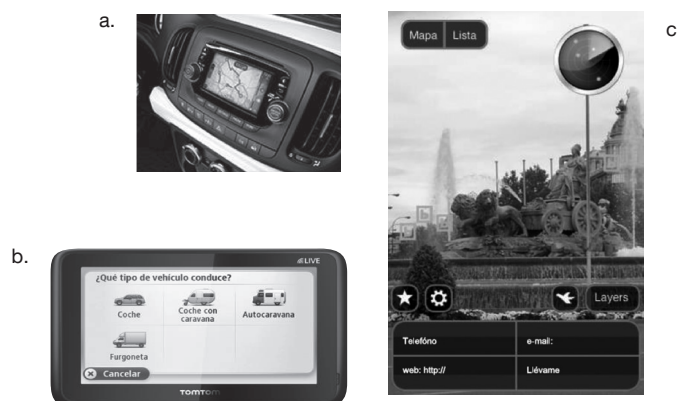 a.
c
Mapa Lista
b.
LIVE
¿Qué tipo de vehículo conduce?
Coche
Coche con
caravana
Autocaravana
Furgoneta
Cancelar
TOMTOM
Layers
Telefóno
e-mail:
web: http://
Llévame